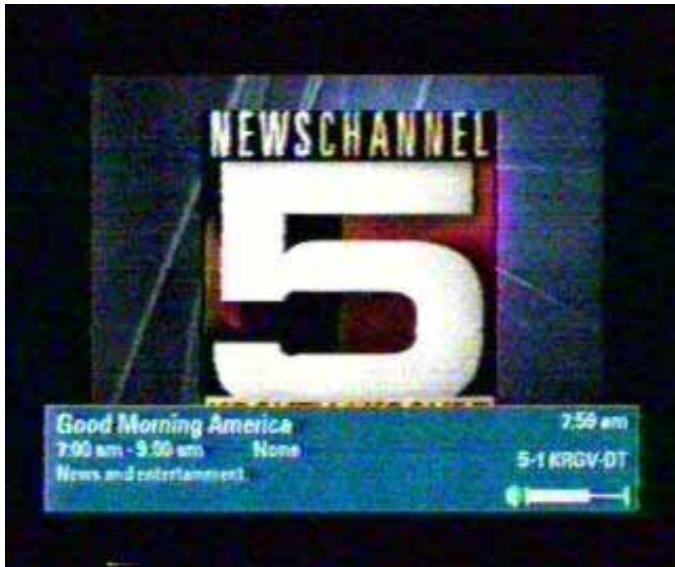 NEWSCHANNEL
5
Good Morning America
7:59 am
7:00 am - 9:00 am None
5-1 KRGV-DT
News and entertainment